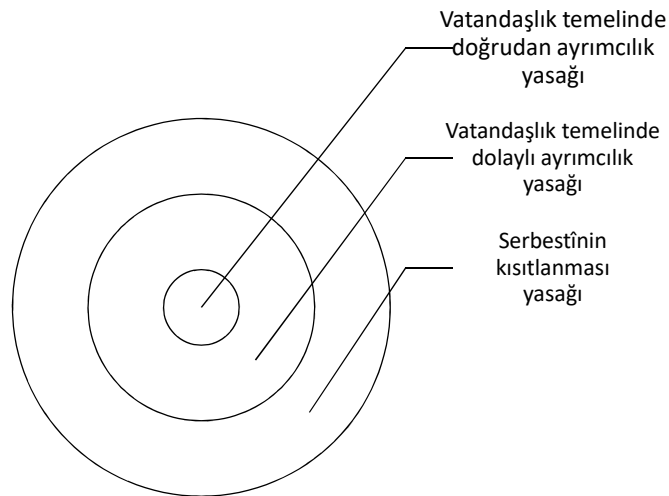 Vatandaşlık temelinde
doğrudan ayrımcılık
yasağı
Vatandaşlık temelinde
dolaylı ayrımcılık
yasağı
Serbestînin
kısıtlanması
yasağı